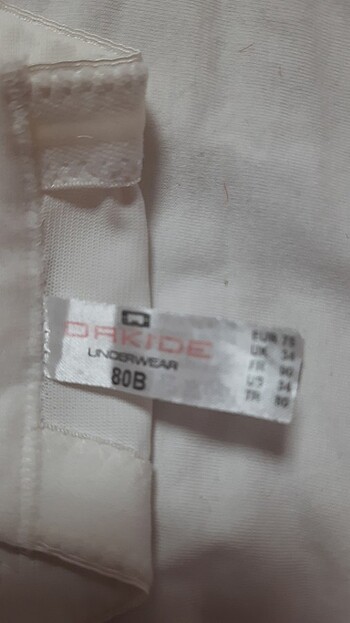 ORKIDE
UNDERWEAR
80B
EUR 75
UK 34
FR 90
US 34
TR 80